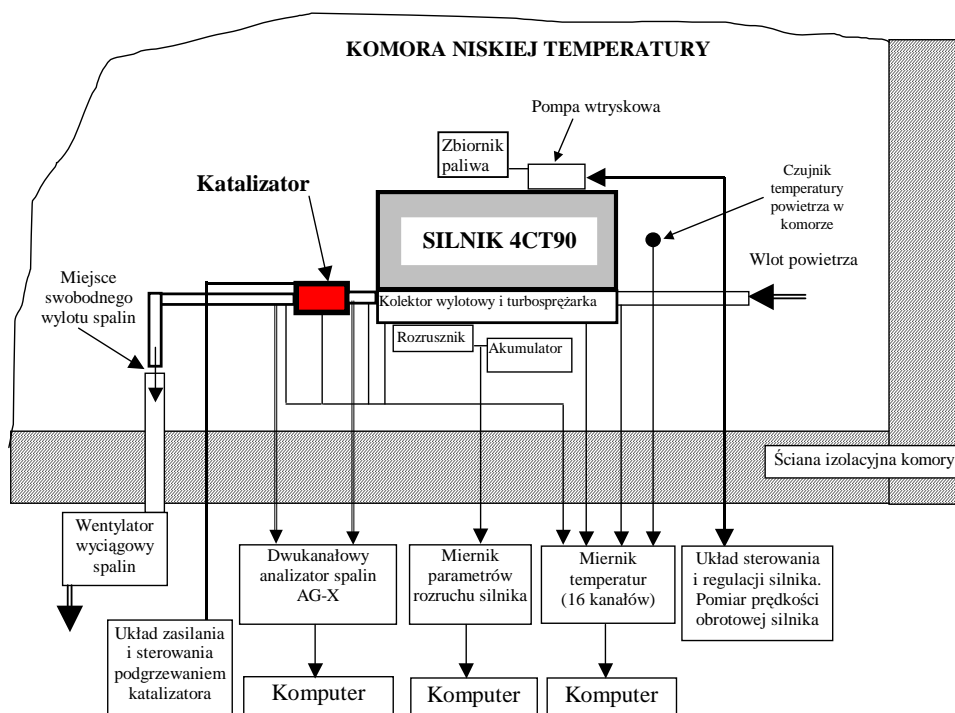 KOMORA NISKIEJ TEMPERATURY
Pompa wtryskowa
Zbiornik
paliwa
Czujnik
temperatury
powietrza w
komorze
Katalizator
SILNIK 4CT90
Wlot powietrza
Miejsce
swobodnego
wylotu spalin
Kolektor wylotowy i turbosprężarka
Rozrusznik
Akumulator
Ściana izolacyjna komory
Wentylator
wyciągowy
spalin
Dwukanałowy
analizator spalin
AG-X
Miernik
parametrów
rozruchu silnika
Miernik
temperatur
(16 kanałów)
Układ sterowania
i regulacji silnika.
Pomiar prędkości
obrotowej silnika
Układ zasilania
i sterowania
podgrzewaniem
katalizatora
Komputer
Komputer
Komputer